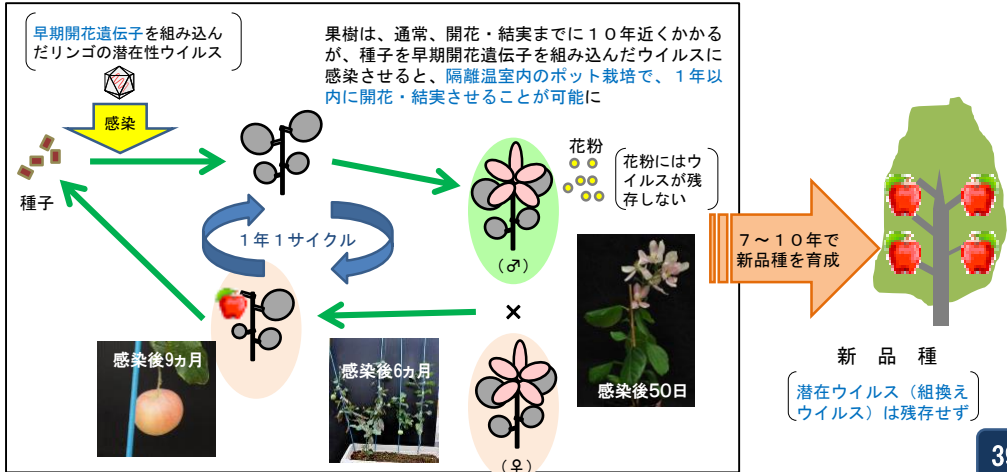 早期開花遺伝子を組み込ん
だリンゴの潜在性ウイルス
果樹は、通常、開花・結実までに１０年近くかかる
が、種子を早期開花遺伝子を組み込んだウイルスに
感染させると、隔離温室内のポット栽培で、１年以
内に開花・結実させることが可能に
感染
種子
花粉
花粉にはウ
イルスが残
存しない
１年１サイクル
（♂）
×
（♀）
感染後9ヵ月
感染後6ヵ月
感染後50日
７～１０年で
新品種を育成
新 品 種
潜在ウイルス（組換え
ウイルス）は残存せず